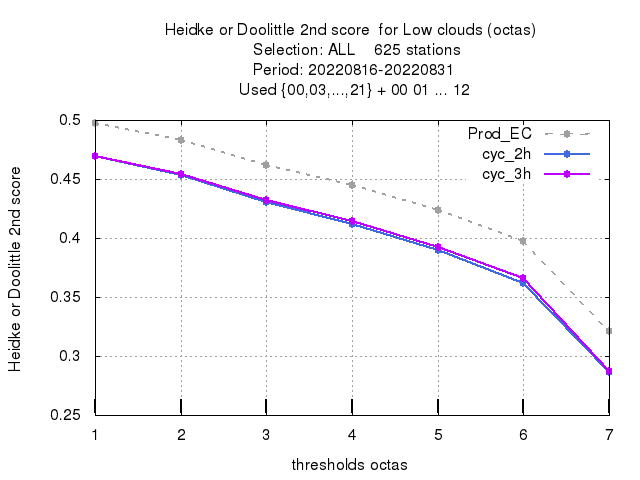 Heidke or Doolittle 2nd score  for Low clouds (octas)
Selection: ALL    625 stations
Period: 20220816-20220831
Used {00,03,...,21} + 00 01 ... 12
Heidke or Doolittle 2nd score
0.5
0.45
0.4
0.35
0.3
0.25
Prod_EC
cyc_2h
cyc_3h
1 2 3 4 5 6 7
thresholds octas